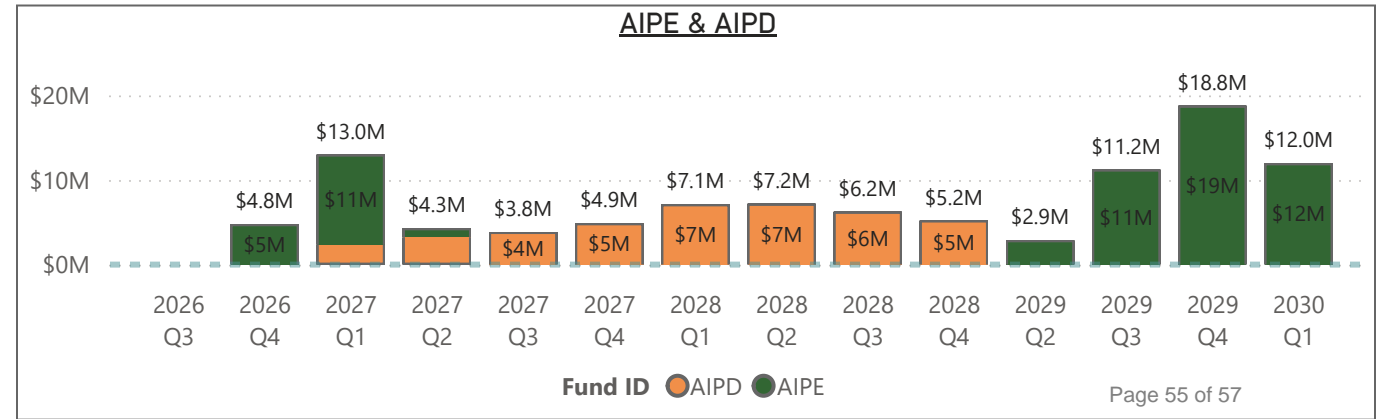 AIPE & AIPD
$20M
$10M
$0M
$4.8M
$13.0M
$4.3M
$3.8M
$4.9M
$7.1M
$7.2M
$6.2M
$5.2M
$2.9M
$11.2M
$18.8M
$12.0M
$5M
$11M
$4M
$5M
$7M
$7M
$6M
$5M
$11M
$19M
$12M
2026 2026 2027 2027 2027 2027 2028 2028 2028 2028 2029 2029 2029 2030
Q3 Q4 Q1 Q2 Q3 Q4 Q1 Q2 Q3 Q4 Q2 Q3 Q4 Q1
Fund ID AIPD AIPE
Page 55 of 57